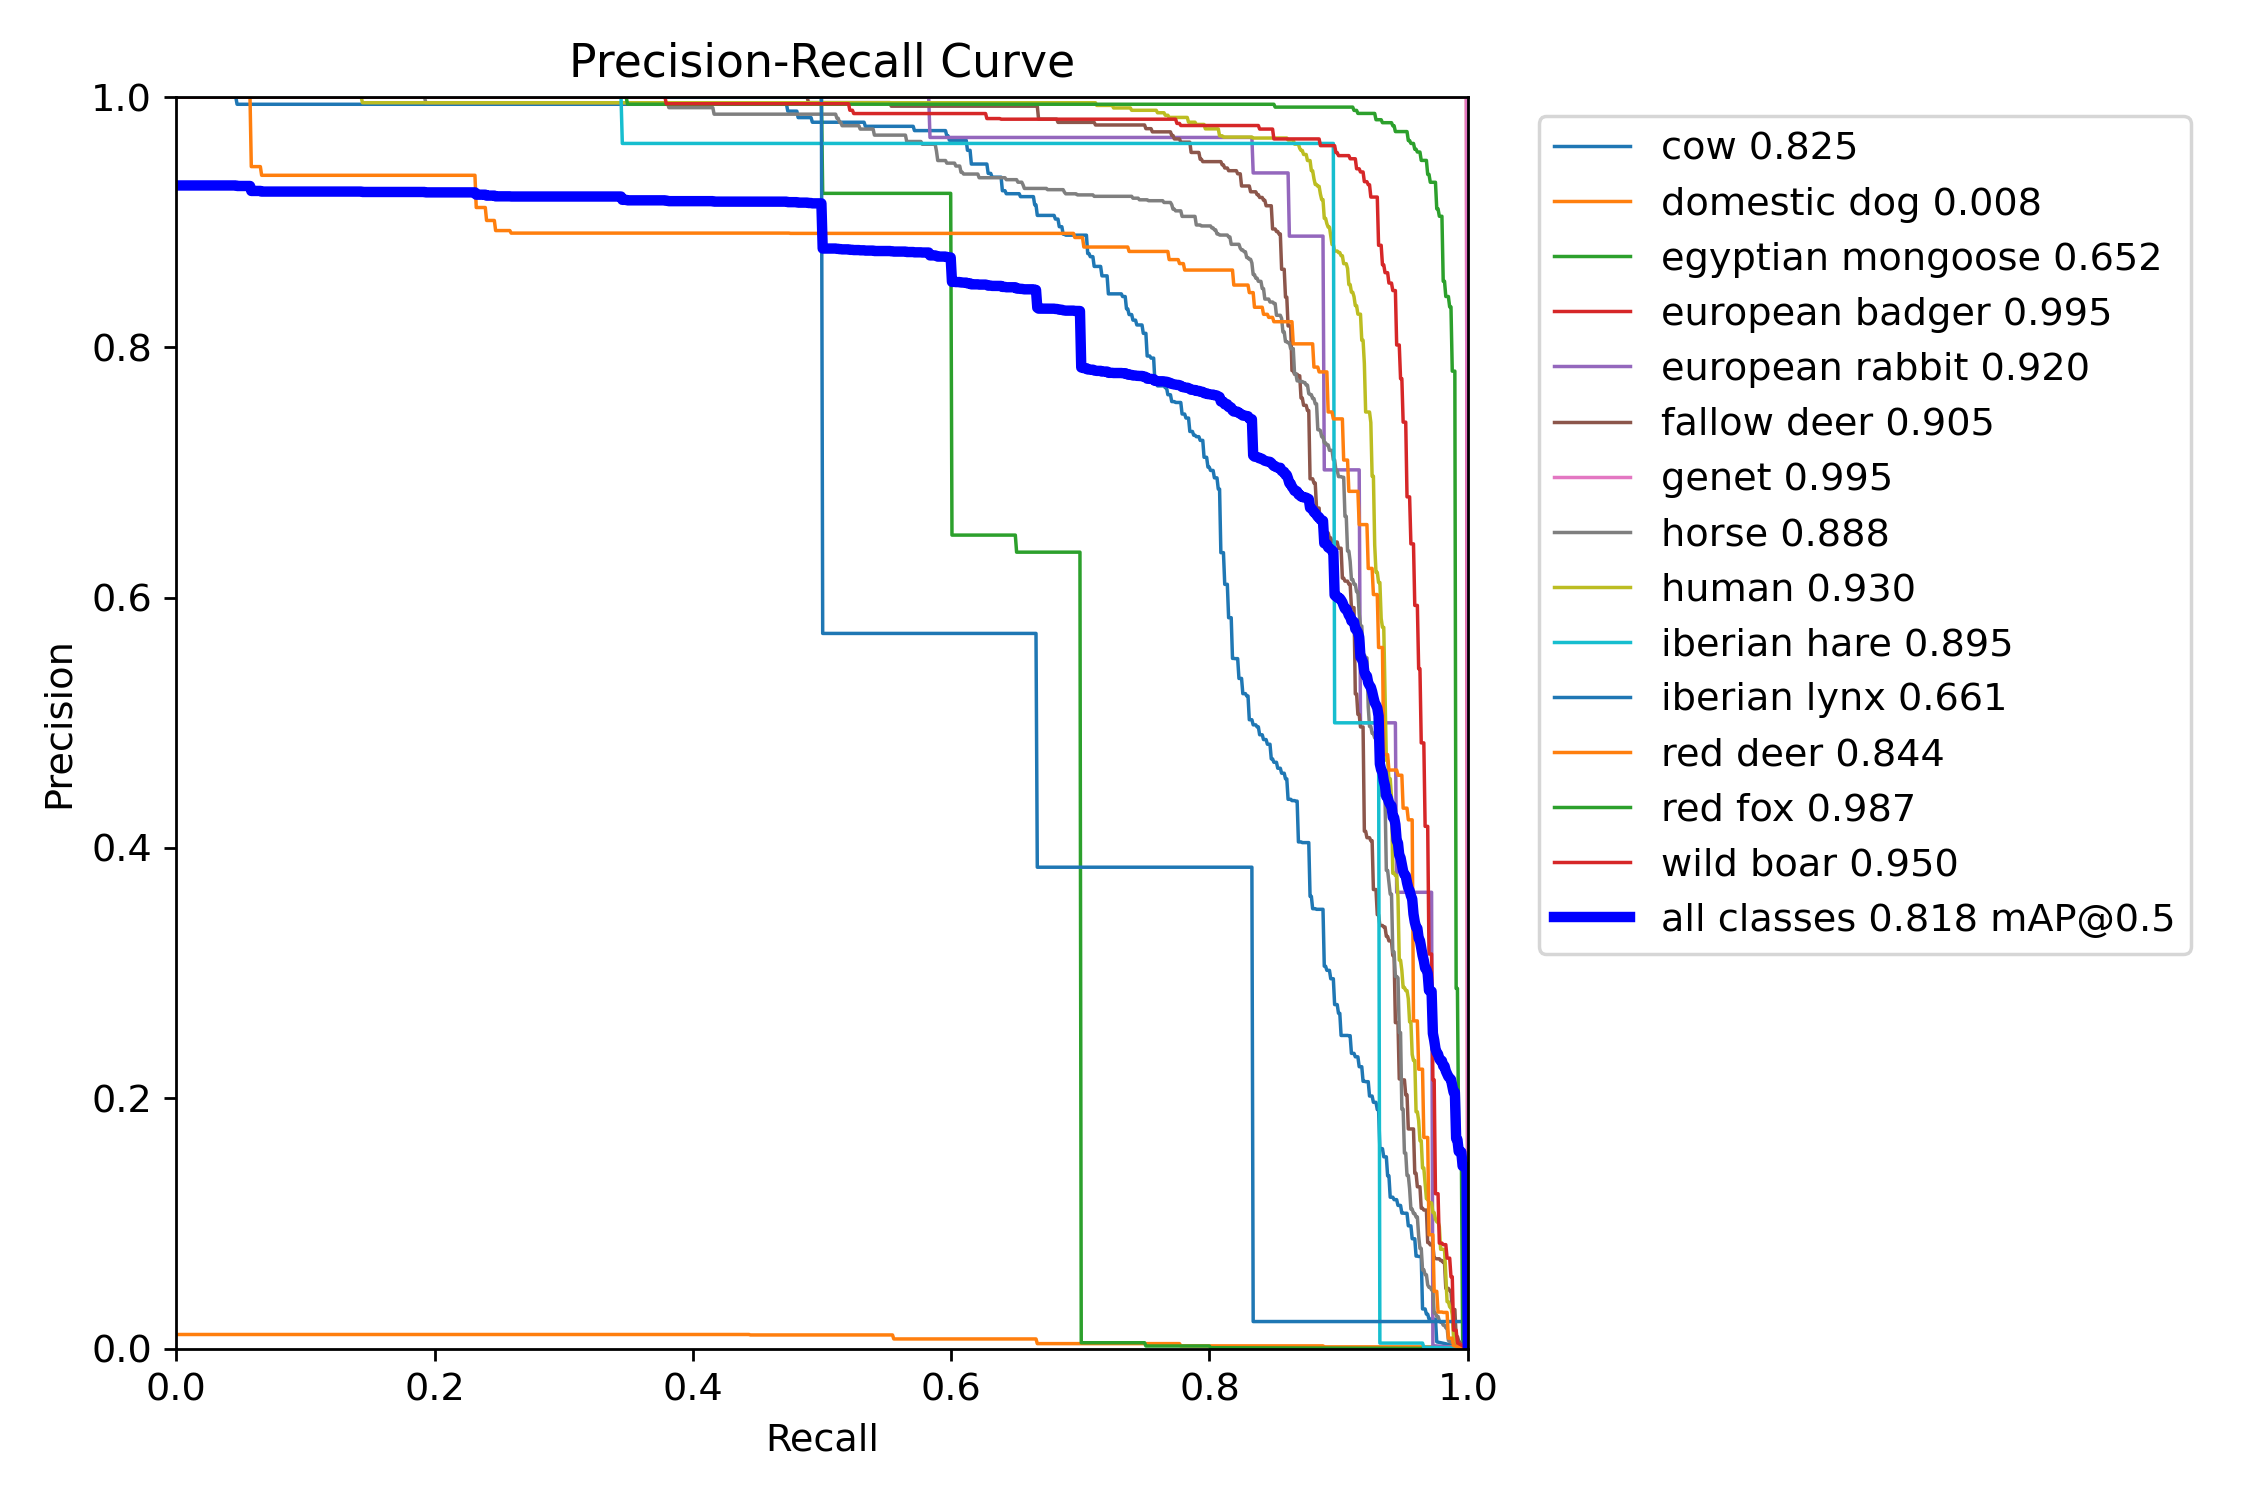 Precision-Recall Curve
1.0
0.8
0.6
0.4
0.2
0.0
Precision
0.0 0.2 0.4 0.6 0.8 1.0
Recall
cow 0.825
domestic dog 0.008
egyptian mongoose 0.652
european badger 0.995
european rabbit 0.920
fallow deer 0.905
genet 0.995
horse 0.888
human 0.930
iberian hare 0.895
iberian lynx 0.661
red deer 0.844
red fox 0.987
wild boar 0.950
all classes 0.818 mAP@0.5